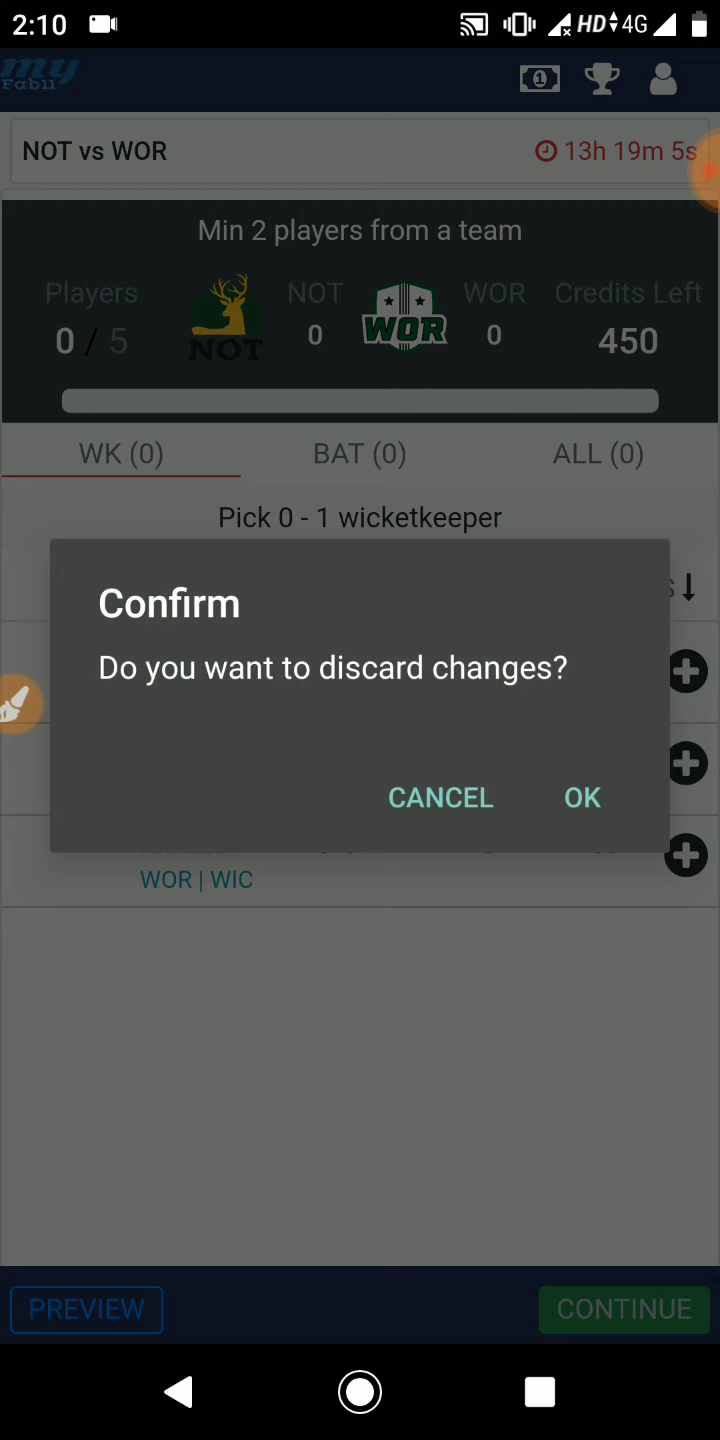 2:10 HD 4G
my
Fab11
NOT vs WOR 13h 19m 5s
Min 2 players from a team
Players NOT WOR Credits Left
0 / 5 NOT 0 WOR 0 450
WK (0) BAT (0) ALL (0)
Pick 0 - 1 wicketkeeper
Confirm
Do you want to discard changes?
CANCEL OK
WOR | WIC
PREVIEW CONTINUE